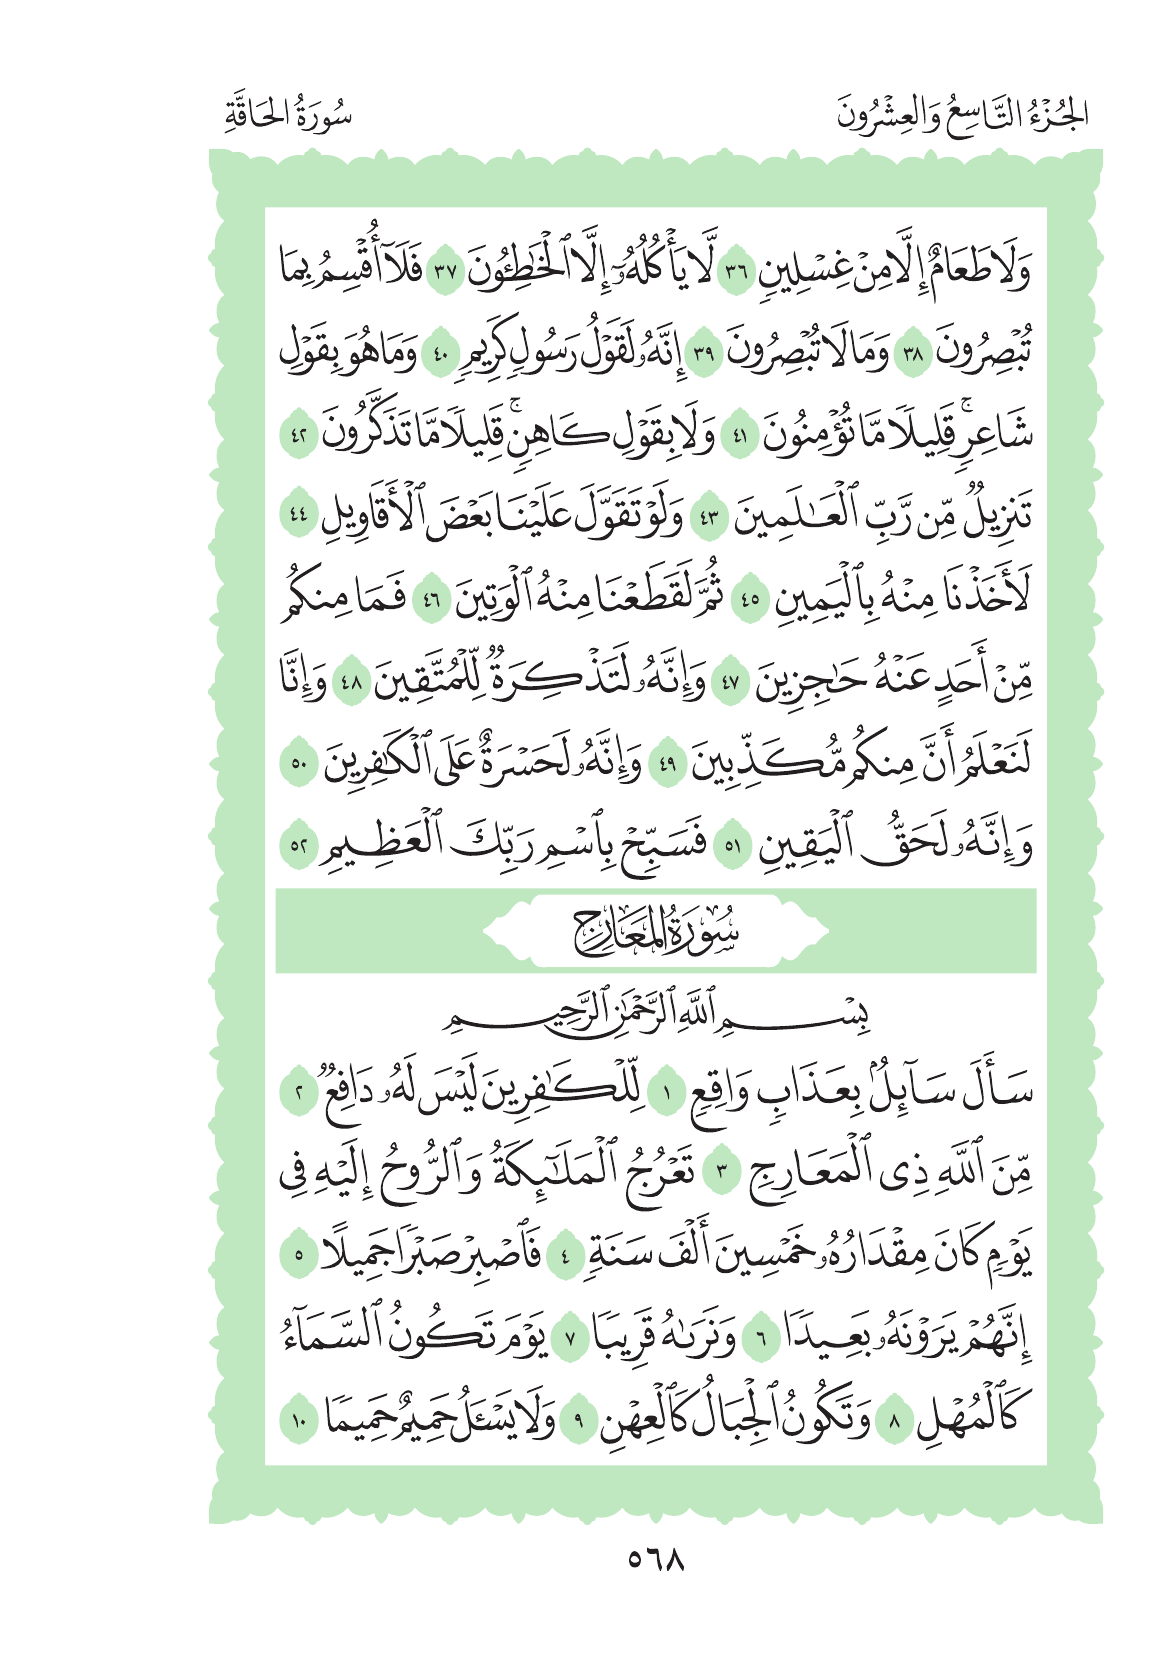 الجُزْءُ التَّاسِعُ وَالعِشْرُونَ
سُورَةُ الحَاقَّةِ
وَلَا طَعَامٌ إِلَّا مِنْ غِسْلِينٍ ٣٦ لَّا يَأْكُلُهُۥٓ إِلَّا ٱلْخَٰطِـُٔونَ ٣٧ فَلَآ أُقْسِمُ بِمَا
تُبْصِرُونَ ٣٨ وَمَا لَا تُبْصِرُونَ ٣٩ إِنَّهُۥ لَقَوْلُ رَسُولٍ كَرِيمٍ ٤٠ وَمَا هُوَ بِقَوْلِ
شَاعِرٍ ۚ قَلِيلًا مَّا تُؤْمِنُونَ ٤١ وَلَا بِقَوْلِ كَاهِنٍ ۚ قَلِيلًا مَّا تَذَكَّرُونَ ٤٢
تَنزِيلٌ مِّن رَّبِّ ٱلْعَٰلَمِينَ ٤٣ وَلَوْ تَقَوَّلَ عَلَيْنَا بَعْضَ ٱلْأَقَاوِيلِ ٤٤
لَأَخَذْنَا مِنْهُ بِٱلْيَمِينِ ٤٥ ثُمَّ لَقَطَعْنَا مِنْهُ ٱلْوَتِينَ ٤٦ فَمَا مِنكُم
مِّنْ أَحَدٍ عَنْهُ حَٰجِزِينَ ٤٧ وَإِنَّهُۥ لَتَذْكِرَةٌ لِّلْمُتَّقِينَ ٤٨ وَإِنَّا
لَنَعْلَمُ أَنَّ مِنكُم مُّكَذِّبِينَ ٤٩ وَإِنَّهُۥ لَحَسْرَةٌ عَلَى ٱلْكَٰفِرِينَ ٥٠
وَإِنَّهُۥ لَحَقُّ ٱلْيَقِينِ ٥١ فَسَبِّحْ بِٱسْمِ رَبِّكَ ٱلْعَظِيمِ ٥٢
سُورَةُ المَعَارِجِ
بِسْمِ ٱللَّهِ ٱلرَّحْمَٰنِ ٱلرَّحِيمِ
سَأَلَ سَآئِلٌۢ بِعَذَابٍ وَاقِعٍ ١ لِّلْكَٰفِرِينَ لَيْسَ لَهُۥ دَافِعٌ ٢
مِّنَ ٱللَّهِ ذِى ٱلْمَعَارِجِ ٣ تَعْرُجُ ٱلْمَلَٰٓئِكَةُ وَٱلرُّوحُ إِلَيْهِ فِى
يَوْمٍ كَانَ مِقْدَارُهُۥ خَمْسِينَ أَلْفَ سَنَةٍ ٤ فَٱصْبِرْ صَبْرًا جَمِيلًا ٥
إِنَّهُمْ يَرَوْنَهُۥ بَعِيدًا ٦ وَنَرَىٰهُ قَرِيبًا ٧ يَوْمَ تَكُونُ ٱلسَّمَآءُ
كَٱلْمُهْلِ ٨ وَتَكُونُ ٱلْجِبَالُ كَٱلْعِهْنِ ٩ وَلَا يَسْـَٔلُ حَمِيمٌ حَمِيمًا ١٠
٥٦٨